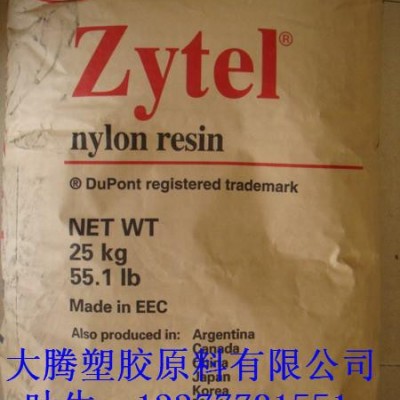 Zytel®
nylon resin
® DuPont registered trademark
NET WT
25 kg
55.1 lb
Made in EEC
Also produced in: Argentina
Canada
China
Japan
Korea
大腾塑胶原料有限公司